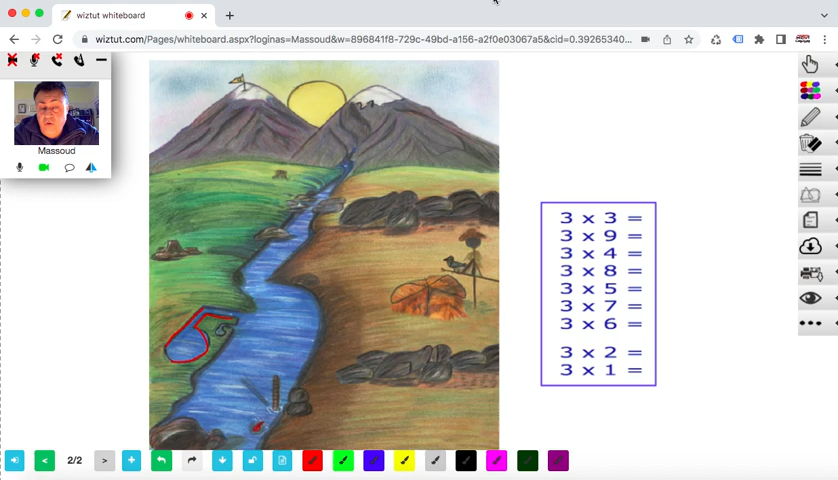 wiztut whiteboard
wiztut.com/Pages/whiteboard.aspx?loginas=Massoud&w=896841f8-729c-49bd-a156-a2f0e03067a5&cid=0.39265340...
Massoud
3 x 3 =
3 x 9 =
3 x 4 =
3 x 8 =
3 x 5 =
3 x 7 =
3 x 6 =
3 x 2 =
3 x 1 =
2/2